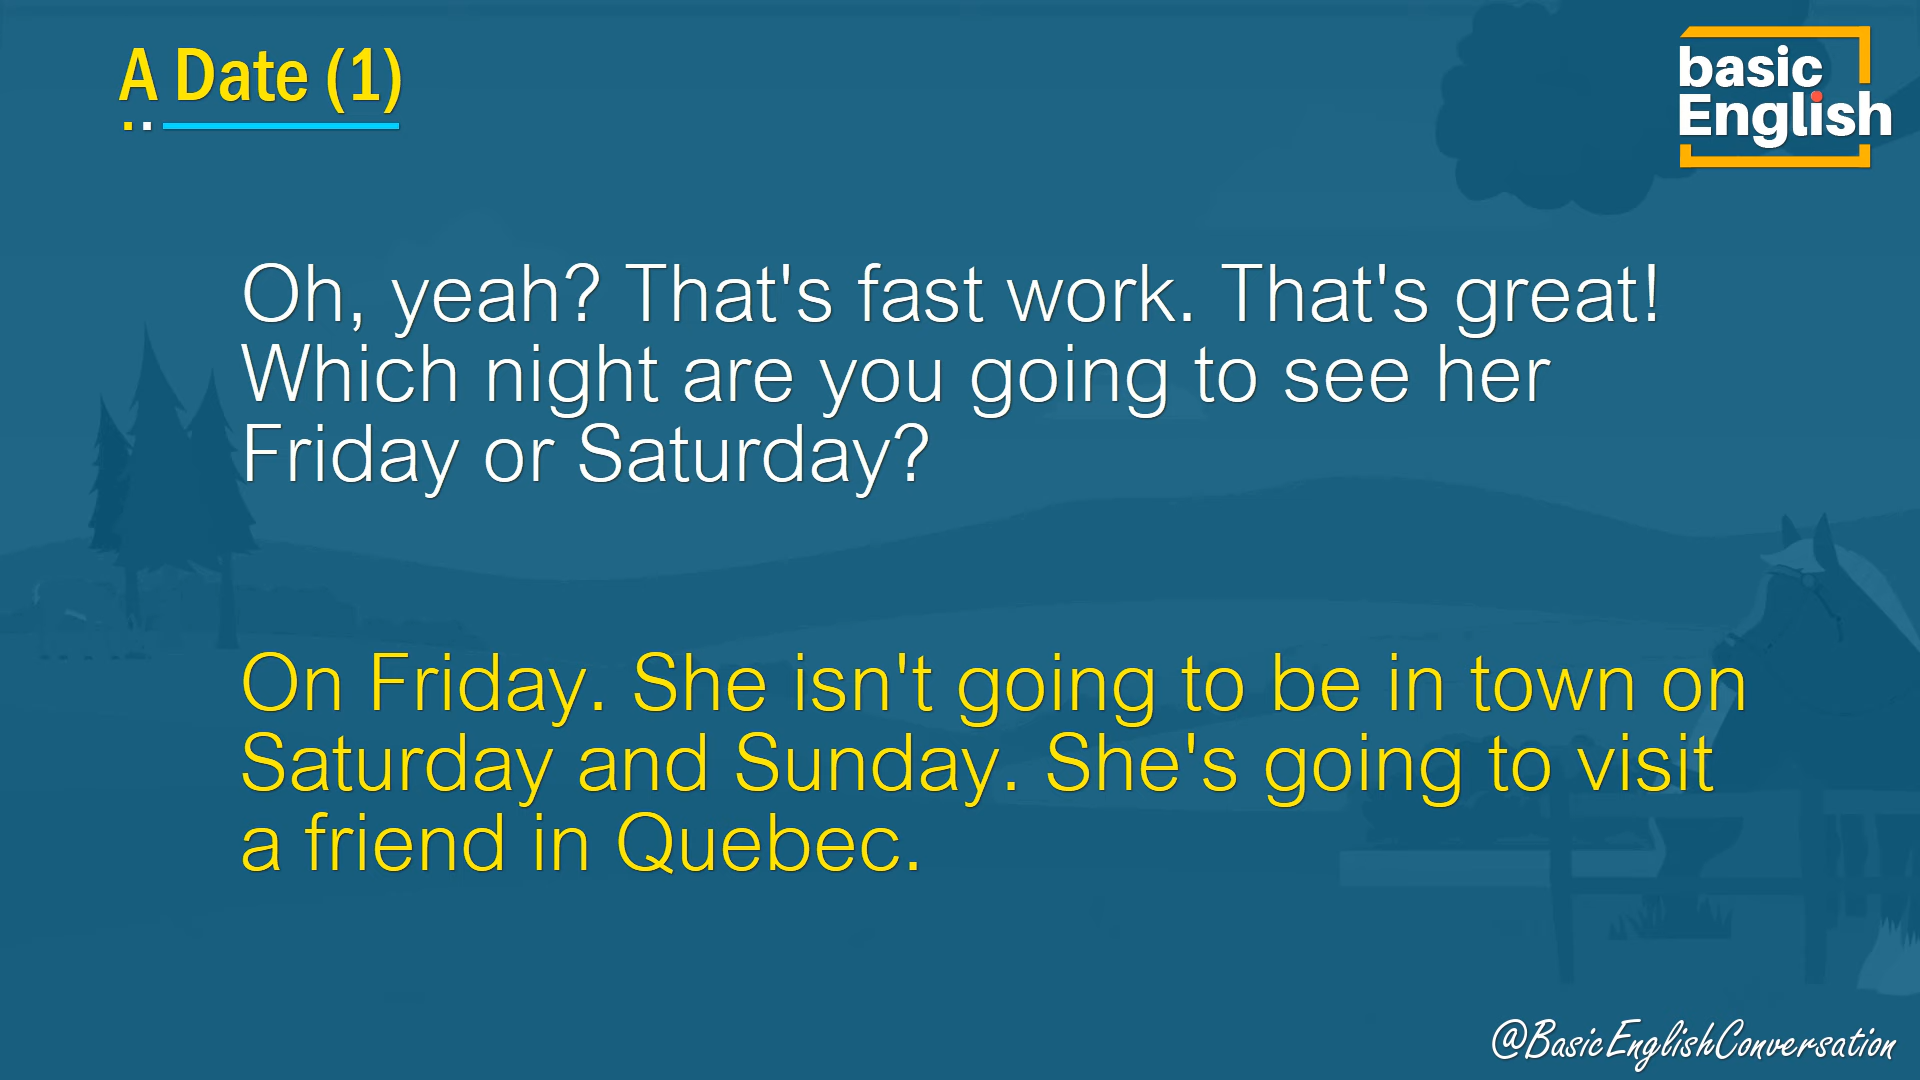 A Date (1)
basic
English
Oh, yeah? That's fast work. That's great!
Which night are you going to see her
Friday or Saturday?
On Friday. She isn't going to be in town on
Saturday and Sunday. She's going to visit
a friend in Quebec.
@BasicEnglishConversation